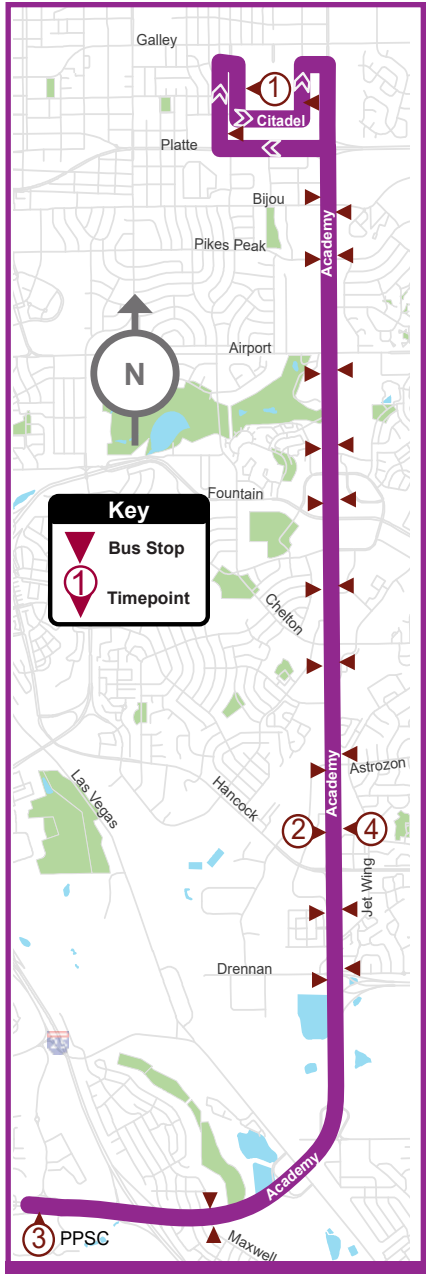 Galley
1
Citadel
Platte
Bijou
Academy
Pikes Peak
Airport
N
Fountain
Key
Bus Stop
1
Timepoint
Chelton
Astrozon
Academy
Las Vegas
Hancock
2
4
Jet Wing
Drennan
Academy
3
PPSC
Maxwell